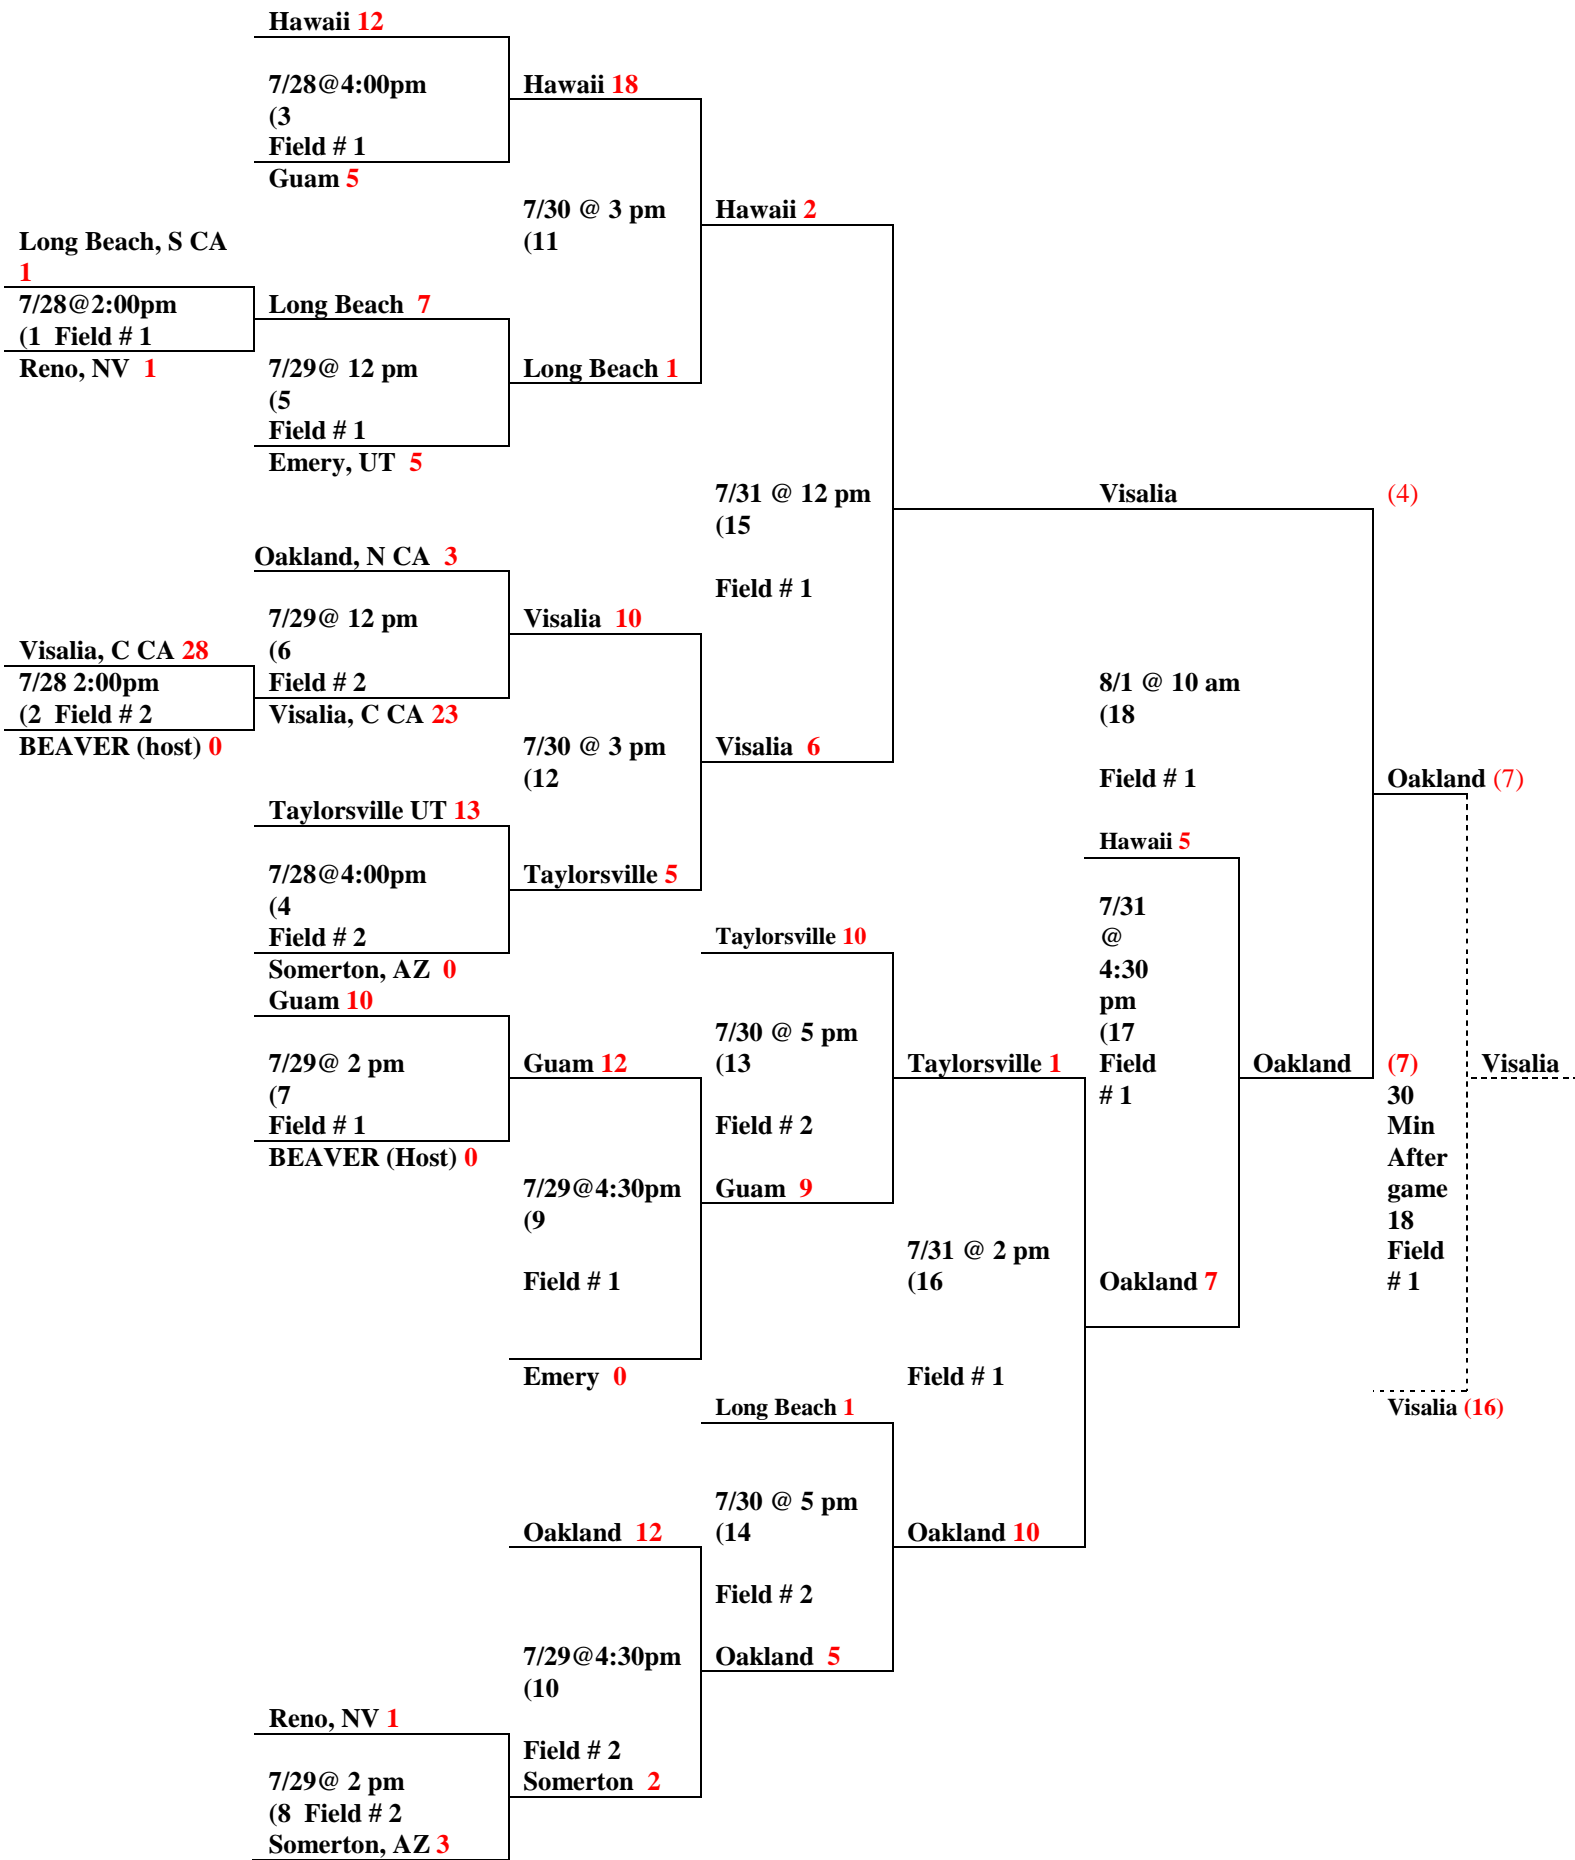 Hawaii 12
7/28@4:00pm
(3
Field # 1
Guam 5
Hawaii 18
7/30 @ 3 pm
(11
Hawaii 2
Long Beach, S CA
1
7/28@2:00pm
(1  Field # 1
Reno, NV  1
Long Beach  7
7/29@ 12 pm
(5
Field # 1
Emery, UT  5
Long Beach 1
7/31 @ 12 pm
(15
Field # 1
Visalia (4)
Oakland, N CA  3
7/29@ 12 pm
(6
Field # 2
Visalia, C CA 23
Visalia  10
Visalia, C CA 28
7/28 2:00pm
(2  Field # 2
BEAVER (host) 0
7/30 @ 3 pm
(12
Visalia  6
8/1 @ 10 am
(18
Field # 1
Oakland (7)
Taylorsville UT 13
7/28@4:00pm
(4
Field # 2
Somerton, AZ  0
Taylorsville 5
Hawaii 5
7/31
@
4:30
pm
(17
Field
# 1
Taylorsville 10
7/30 @ 5 pm
(13
Field # 2
Guam  9
Guam 10
7/29@ 2 pm
(7
Field # 1
BEAVER (Host) 0
Guam 12
7/29@4:30pm
(9
Field # 1
Emery  0
Taylorsville 1
Oakland (7)
30
Min
After
game
18
Field
# 1
Visalia
7/31 @ 2 pm
(16
Field # 1
Oakland 7
Visalia (16)
Long Beach 1
7/30 @ 5 pm
(14
Field # 2
Oakland  5
Oakland 10
Oakland  12
7/29@4:30pm
(10
Field # 2
Somerton  2
Reno, NV 1
7/29@ 2 pm
(8  Field # 2
Somerton, AZ 3